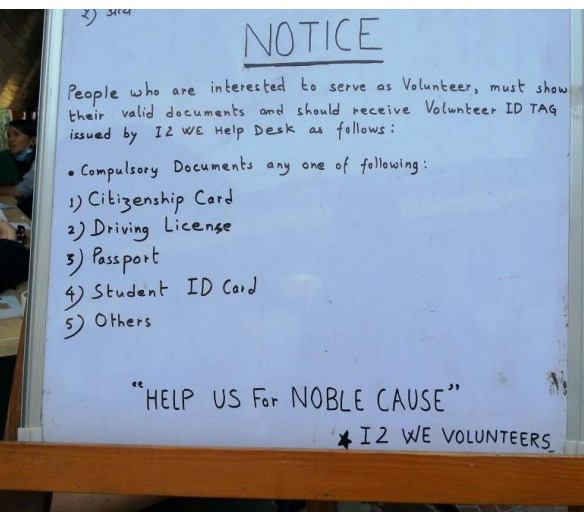 ५) अन्य
NOTICE
People who are interested to serve as Volunteer, must show
their valid documents and should receive Volunteer ID TAG
issued by I2 WE Help Desk as follows:
• Compulsory Documents any one of following:
1) Citizenship Card
2) Driving License
3) Passport
4) Student ID Card
5) Others
"HELP US For NOBLE CAUSE"
★ I2 WE VOLUNTEERS